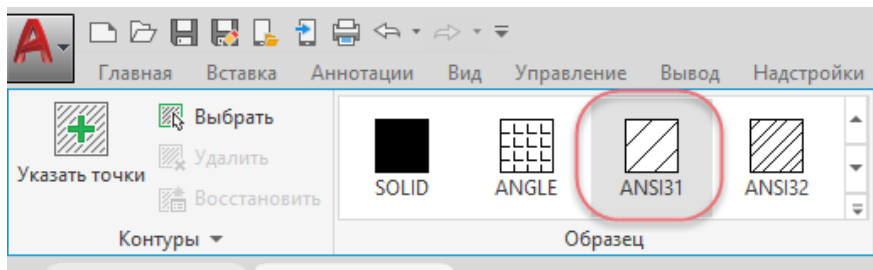 Главная Вставка Аннотации Вид Управление Вывод Надстройки
Указать точки
Выбрать
Удалить
Восстановить
Контуры
SOLID ANGLE ANSI31 ANSI32
Образец